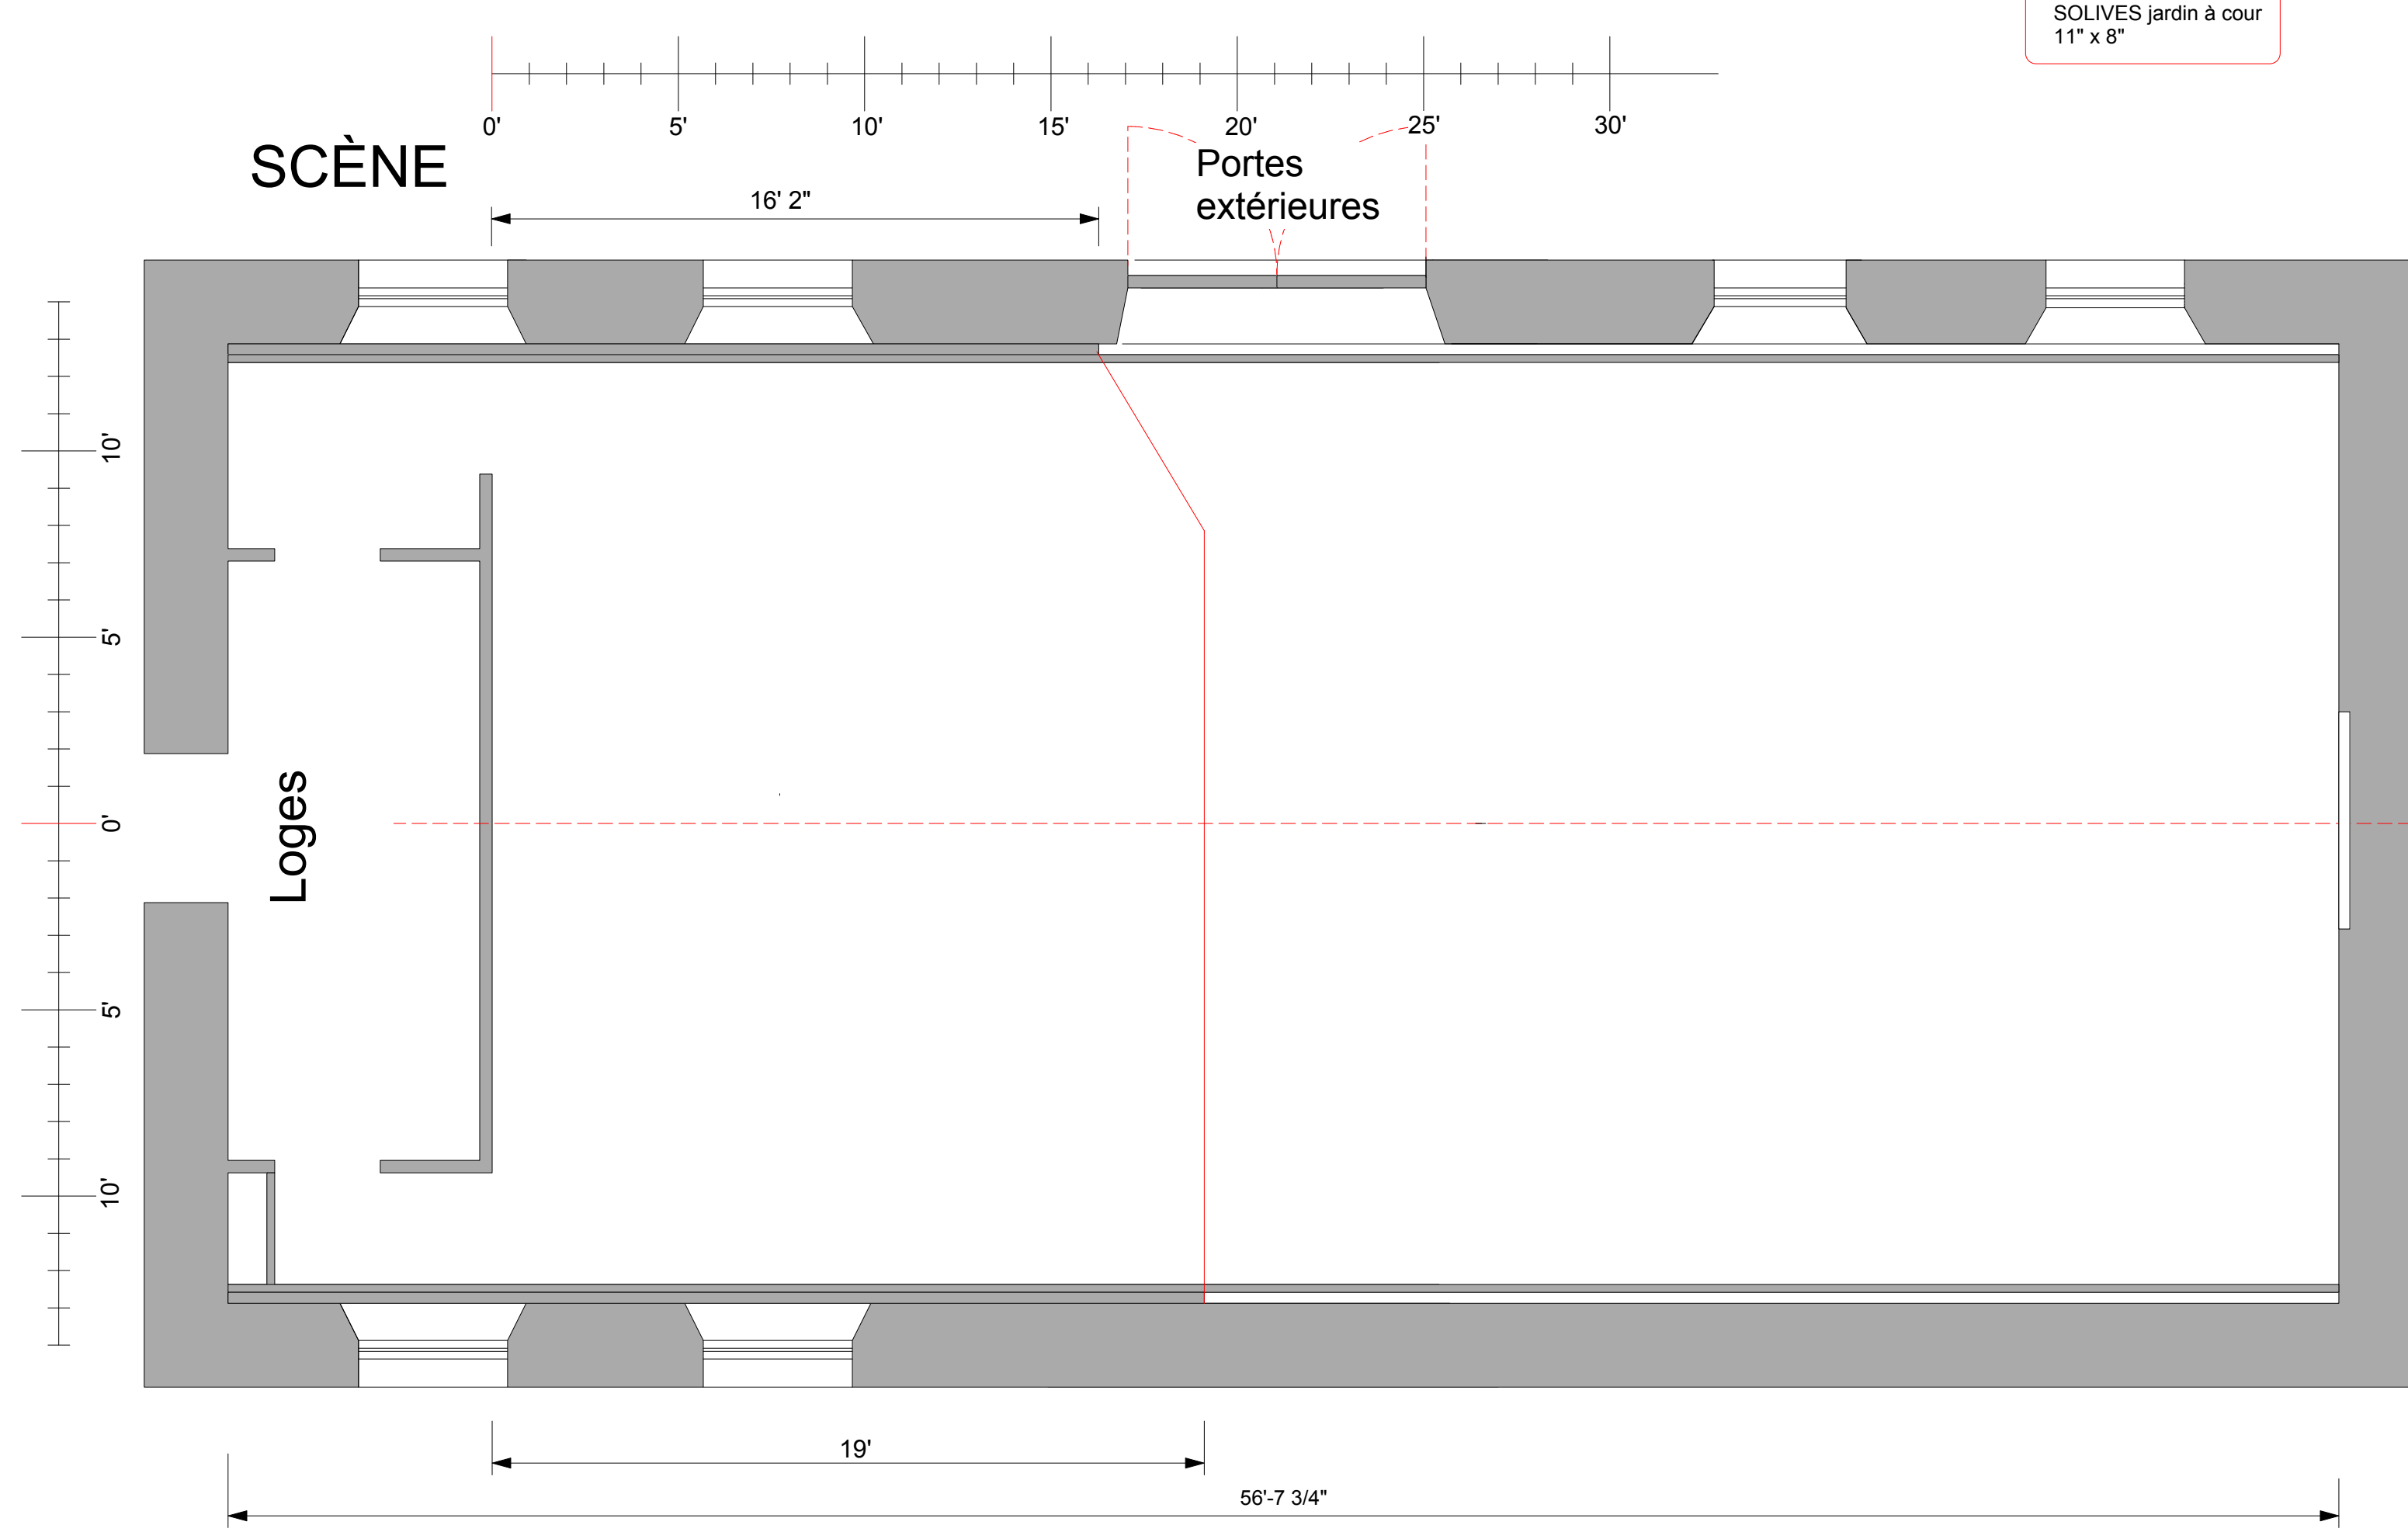 SOLIVES jardin à cour
11" x 8"
0'
5'
10'
15'
20'
25'
30'
SCÈNE
Portes
extérieures
16' 2"
10'
5'
0'
5'
10'
Loges
19'
56'-7 3/4"